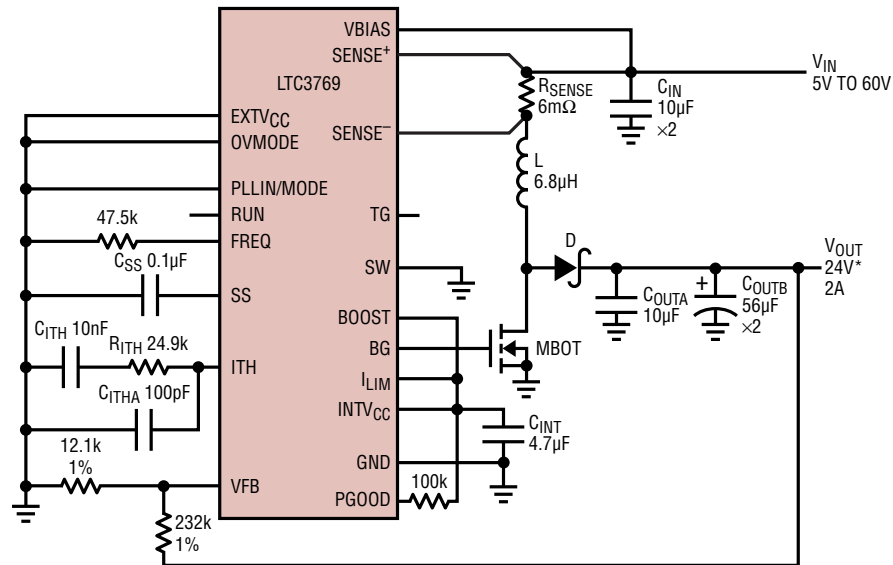 LTC3769
VBIAS
SENSE+
SENSE−
EXTVCC
OVMODE
PLLIN/MODE
RUN
FREQ
SS
ITH
VFB
TG
SW
BOOST
BG
ILIM
INTVCC
GND
PGOOD
47.5k
CSS 0.1µF
CITH 10nF
RITH 24.9k
CITHA 100pF
12.1k
1%
232k
1%
100k
RSENSE
6mΩ
L
6.8µH
CIN
10µF
×2
VIN
5V TO 60V
D
MBOT
COUTA
10µF
+
COUTB
56µF
×2
VOUT
24V*
2A
CINT
4.7µF